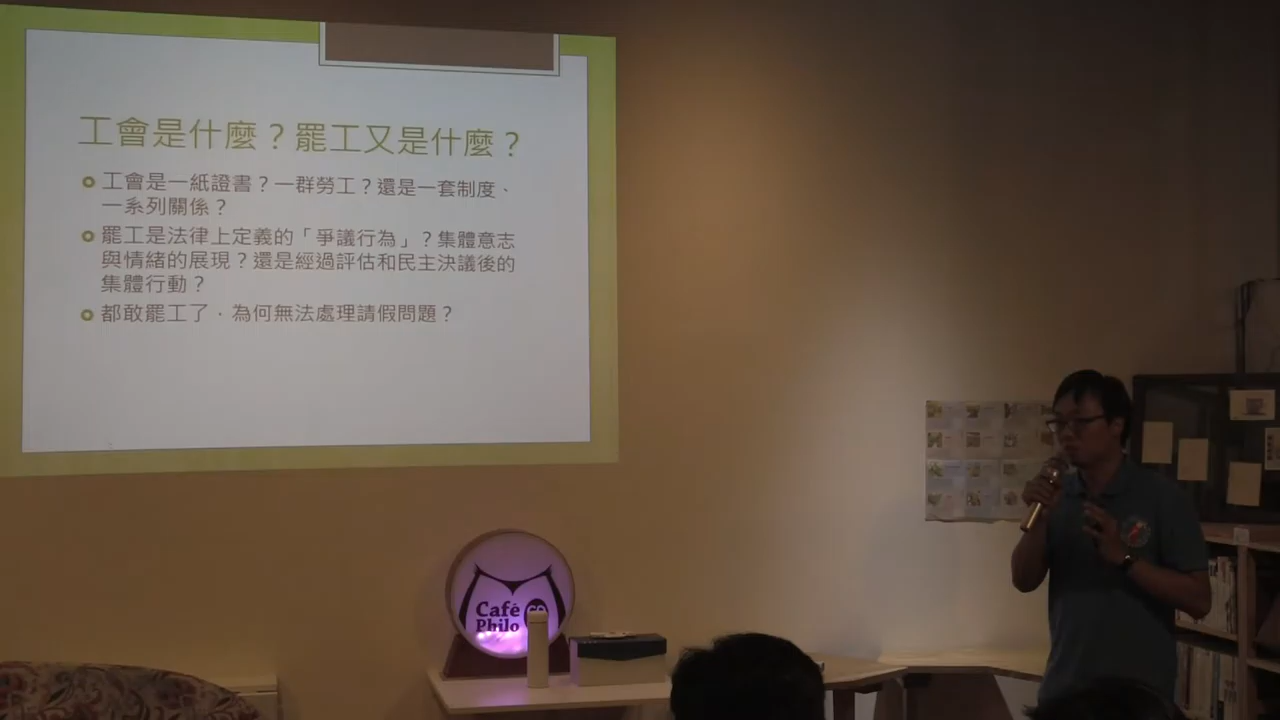 工會是什麼？罷工又是什麼？
工會是一紙證書？一群勞工？還是一套制度、
一系列關係？
罷工是法律上定義的「爭議行為」？集體意志
與情緒的展現？還是經過評估和民主決議後的
集體行動？
都敢罷工了，為何無法處理請假問題？
Café
Philo